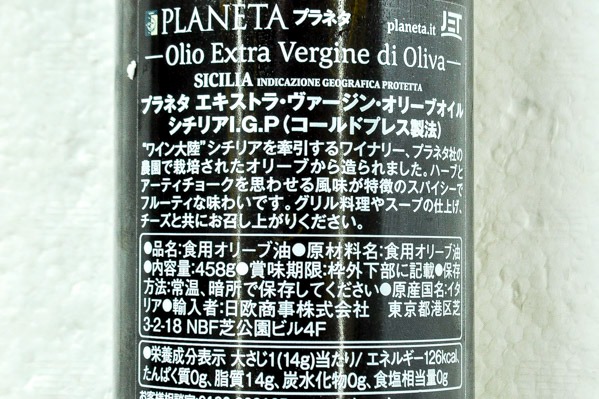 PLANETA プラネタ planeta.it JET
Olio Extra Vergine di Oliva
SICILIA INDICAZIONE GEOGRAFICA PROTETTA
プラネタ エキストラ・ヴァージン・オリーブオイル
シチリアI.G.P(コールドプレス製法)
"ワイン大陸"シチリアを牽引するワイナリー、プラネタ社の
農園で栽培されたオリーブから造られました。ハーブと
アーティチョークを思わせる風味が特徴のスパイシーで
フルーティな味わいです。グリル料理やスープの仕上げ、
チーズと共にお召し上がりください。
●品名:食用オリーブ油●原材料名:食用オリーブ油
●内容量:458g●賞味期限:枠外下部に記載●保存
方法:常温、暗所で保存してください●原産国名:イタ
リア●輸入者:日欧商事株式会社 東京都港区芝
3-2-18 NBF芝公園ビル4F
●栄養成分表示 大さじ1(14g)当たり/エネルギー126kcal、
たんぱく質0g、脂質14g、炭水化物0g、食塩相当量0g